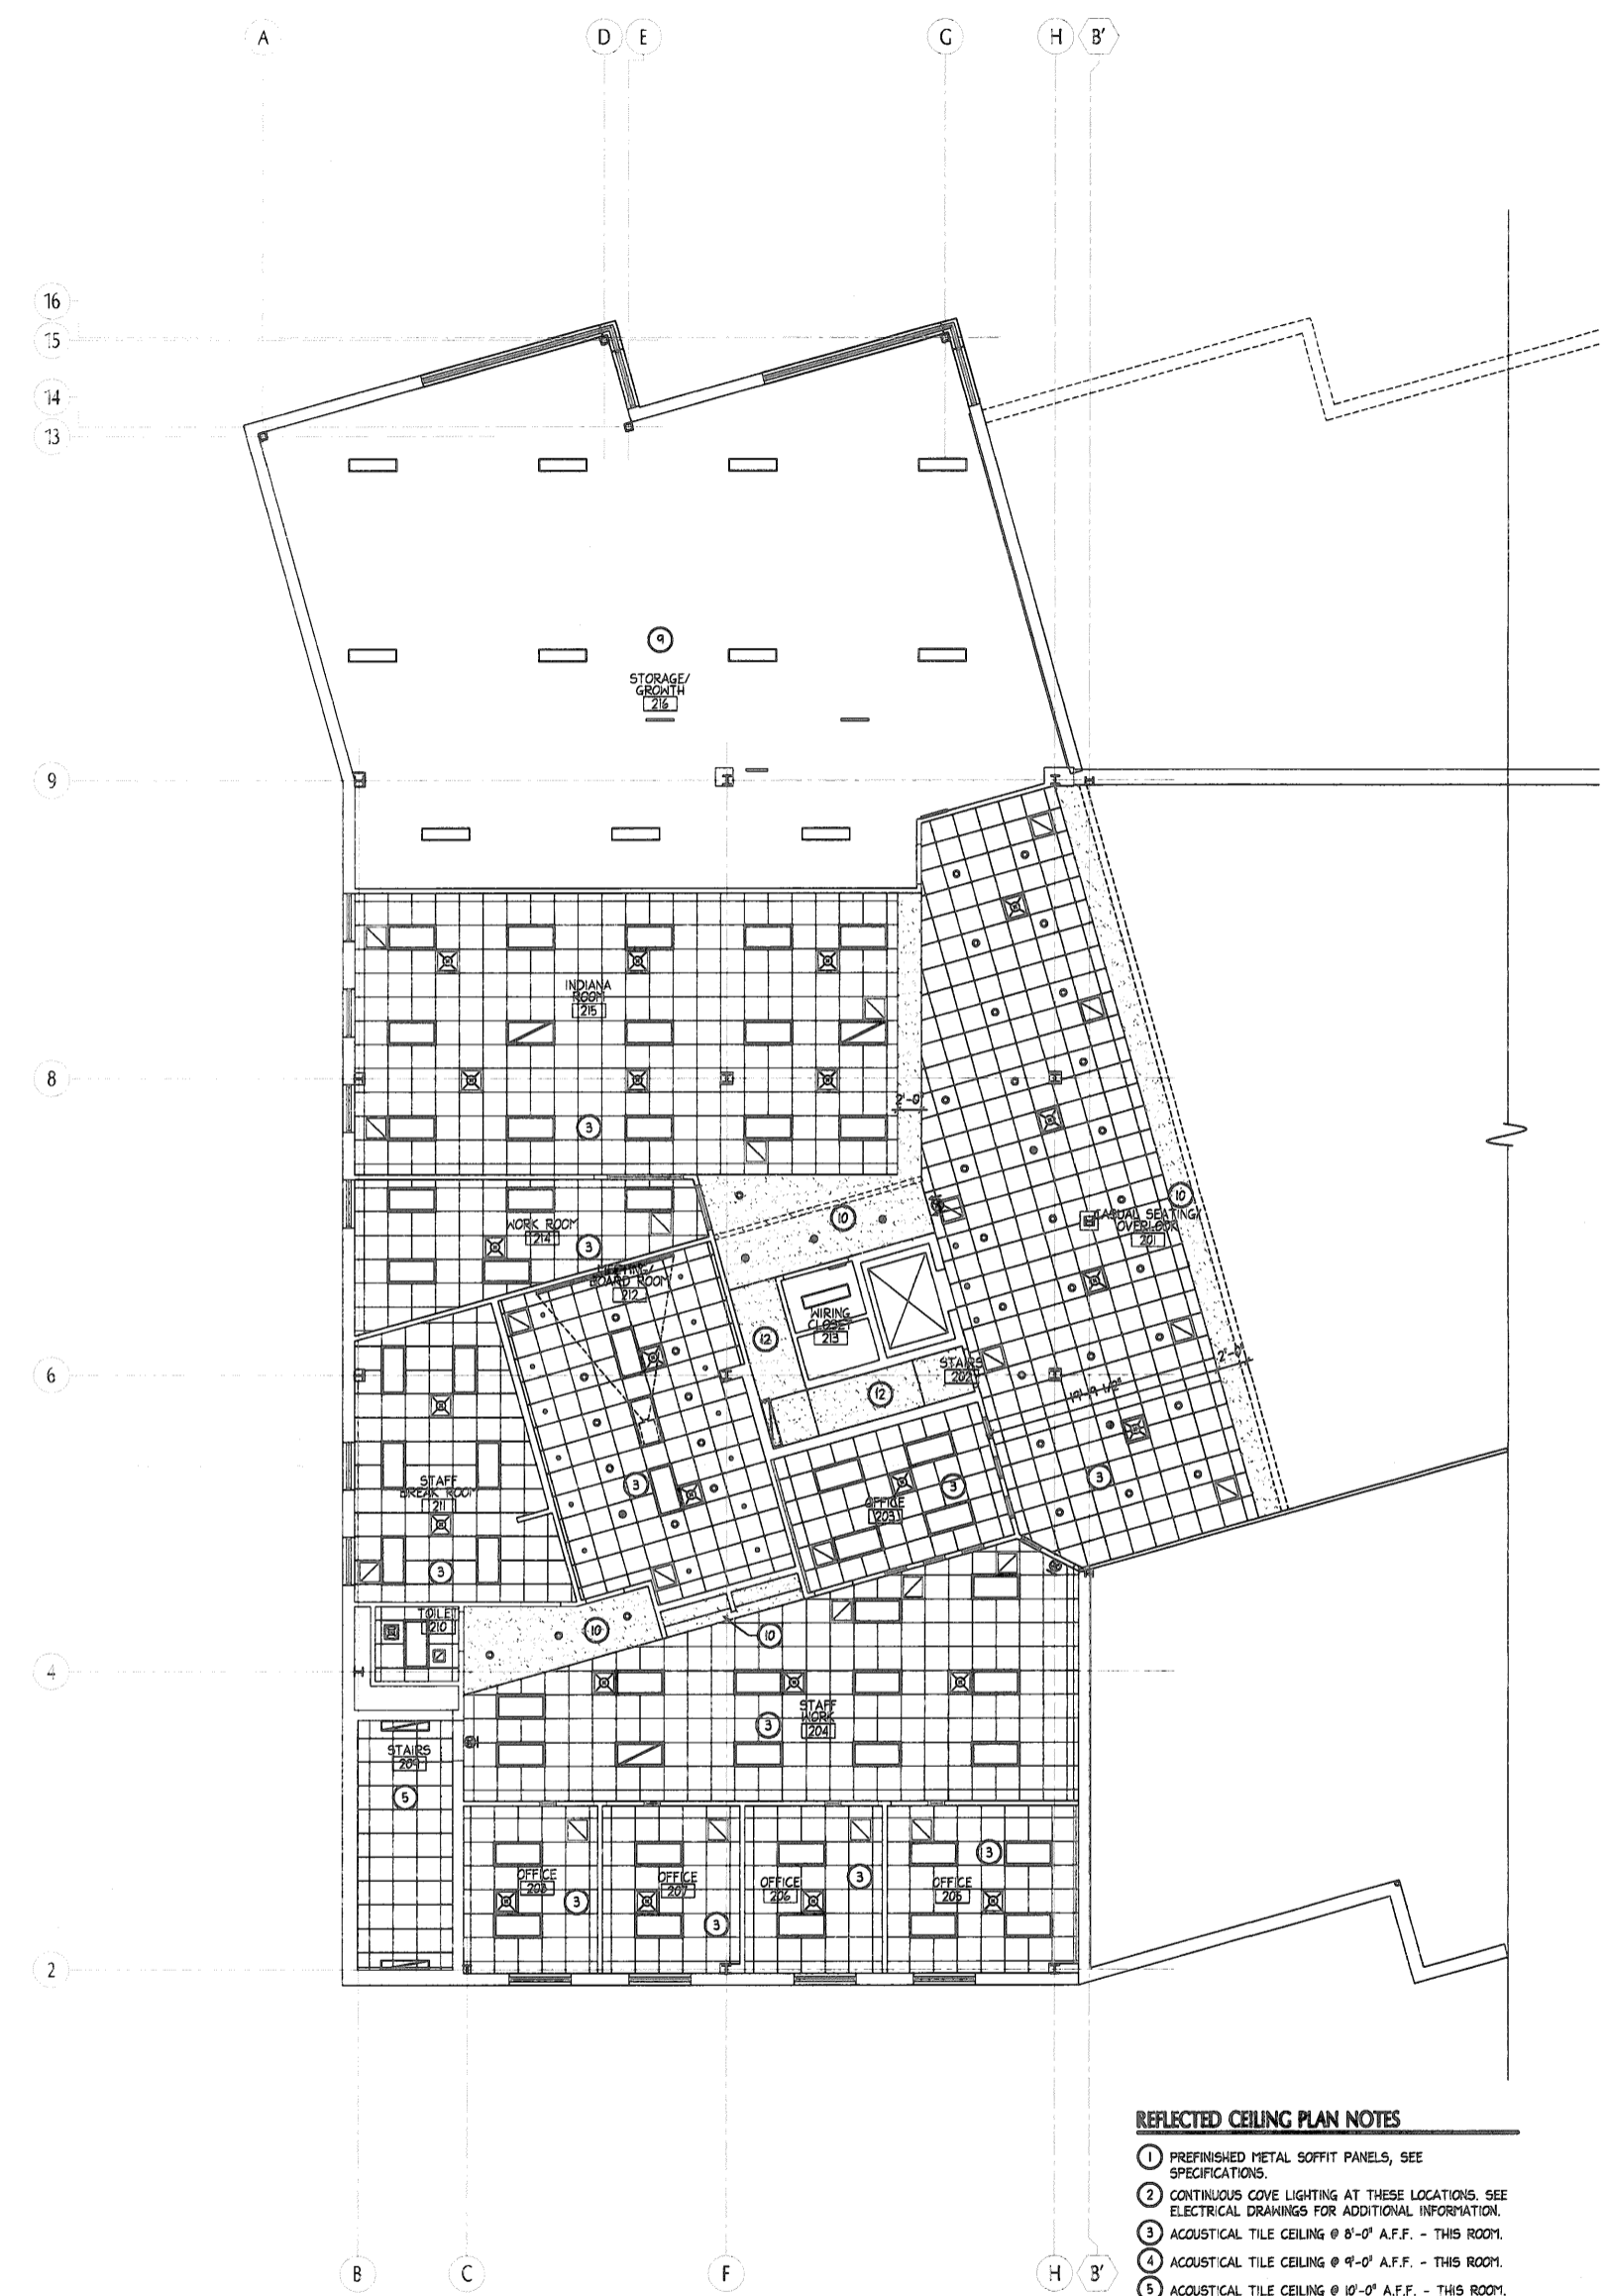 A
D
E
G
H
B'
16
15
14
13
9
STORAGE/
GROWTH
216
9
INDIANA
ROOM
215
8
3
2'-0"
10
10
CASUAL SEATING/
OVERLOOK
201
WORK ROOM
214
3
BOARD ROOM
212
WIRING
CLOSET
213
12
STAIRS
202
2'-0"
6
12
3
STAFF
BREAK ROOM
211
3
3
OFFICE
203
3
3
TOILET
210
10
10
4
STAFF
WORK
204
3
STAIRS
209
5
3
OFFICE
208
3
OFFICE
207
3
OFFICE
206
3
OFFICE
205
2
REFLECTED CEILING PLAN NOTES
1 PREFINISHED METAL SOFFIT PANELS, SEE
SPECIFICATIONS.
2 CONTINUOUS COVE LIGHTING AT THESE LOCATIONS. SEE
ELECTRICAL DRAWINGS FOR ADDITIONAL INFORMATION.
3 ACOUSTICAL TILE CEILING @ 8'-0" A.F.F. - THIS ROOM.
4 ACOUSTICAL TILE CEILING @ 9'-0" A.F.F. - THIS ROOM.
5 ACOUSTICAL TILE CEILING @ 10'-0" A.F.F. - THIS ROOM.
B
C
F
H
B'